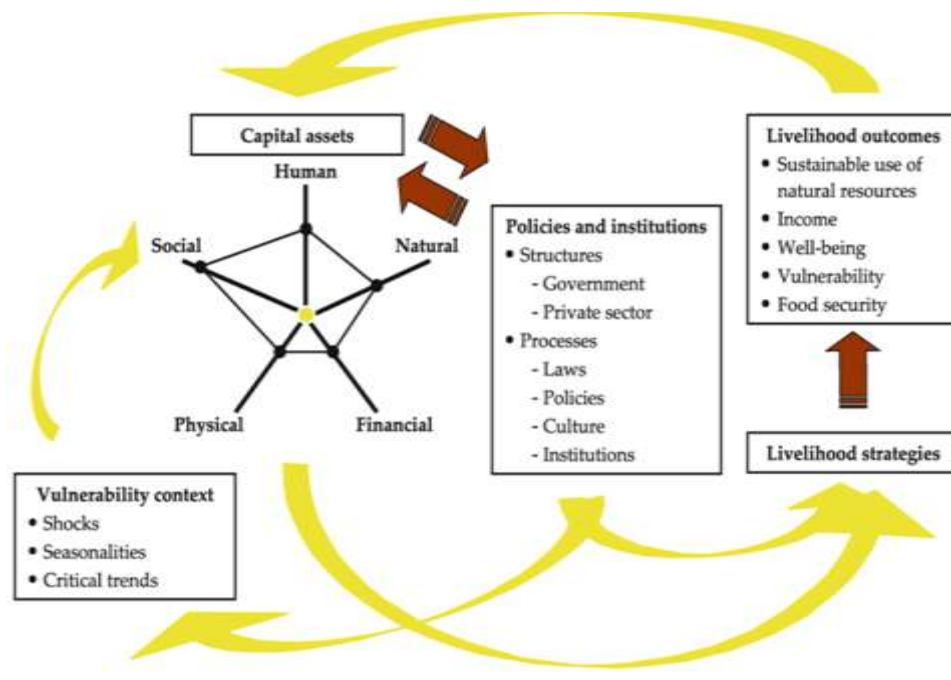 Capital assets
Human
Social
Natural
Physical
Financial
Vulnerability context
• Shocks
• Seasonalities
• Critical trends
Policies and institutions
• Structures
- Government
- Private sector
• Processes
- Laws
- Policies
- Culture
- Institutions
Livelihood outcomes
• Sustainable use of
natural resources
• Income
• Well-being
• Vulnerability
• Food security
Livelihood strategies